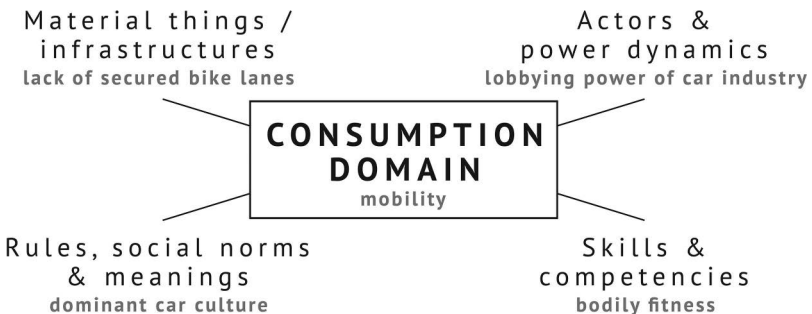 Material things /
infrastructures
lack of secured bike lanes
Actors &
power dynamics
lobbying power of car industry
CONSUMPTION
DOMAIN
mobility
Rules, social norms
& meanings
dominant car culture
Skills &
competencies
bodily fitness